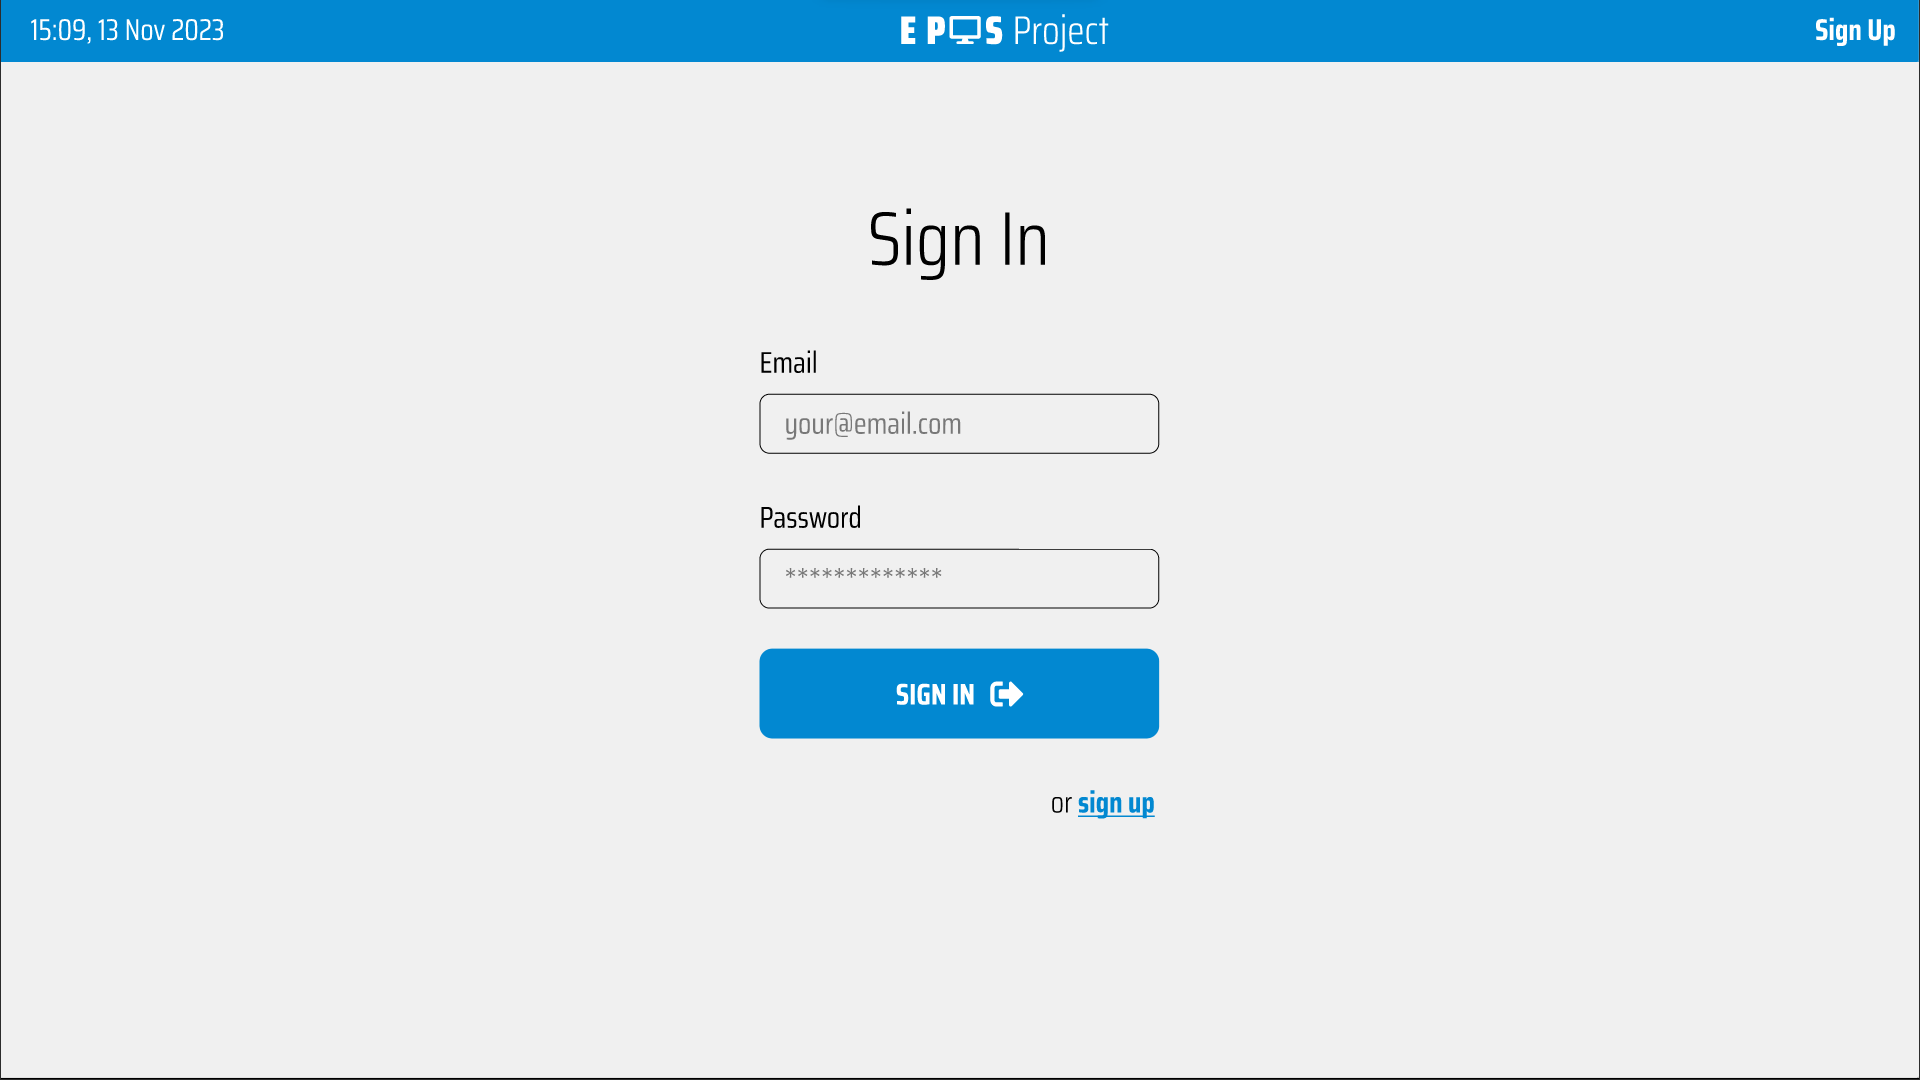 15:09, 13 Nov 2023
E POS Project
Sign Up
Sign In
Email
your@email.com
Password
*************
SIGN IN
or sign up